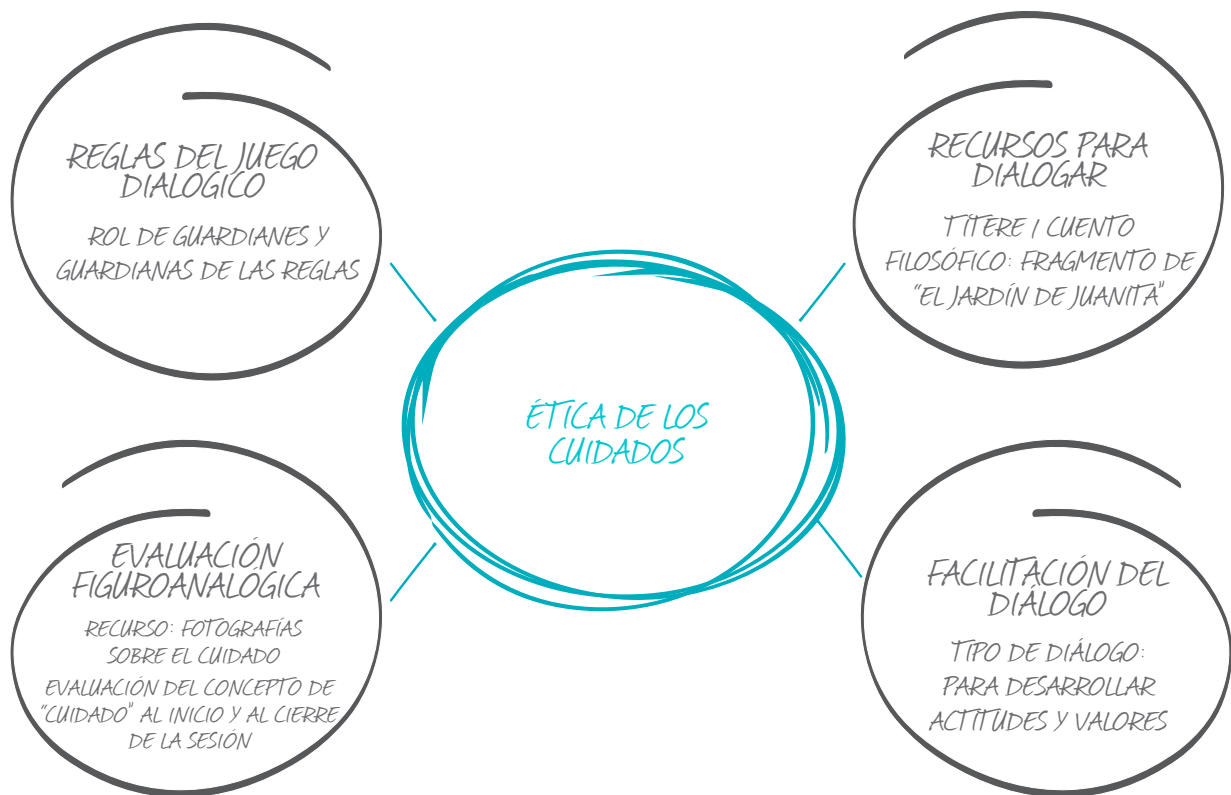 REGLAS DEL JUEGO
DIALÓGICO
ROL DE GUARDIANES Y
GUARDIANAS DE LAS REGLAS
RECURSOS PARA
DIALOGAR
TÍTERE / CUENTO
FILOSÓFICO: FRAGMENTO DE
"EL JARDÍN DE JUANITA"
ÉTICA DE LOS
CUIDADOS
EVALUACIÓN
FIGUROANALÓGICA
RECURSO: FOTOGRAFÍAS
SOBRE EL CUIDADO
EVALUACIÓN DEL CONCEPTO DE
"CUIDADO" AL INICIO Y AL CIERRE
DE LA SESIÓN
FACILITACIÓN DEL
DIÁLOGO
TIPO DE DIÁLOGO:
PARA DESARROLLAR
ACTITUDES Y VALORES